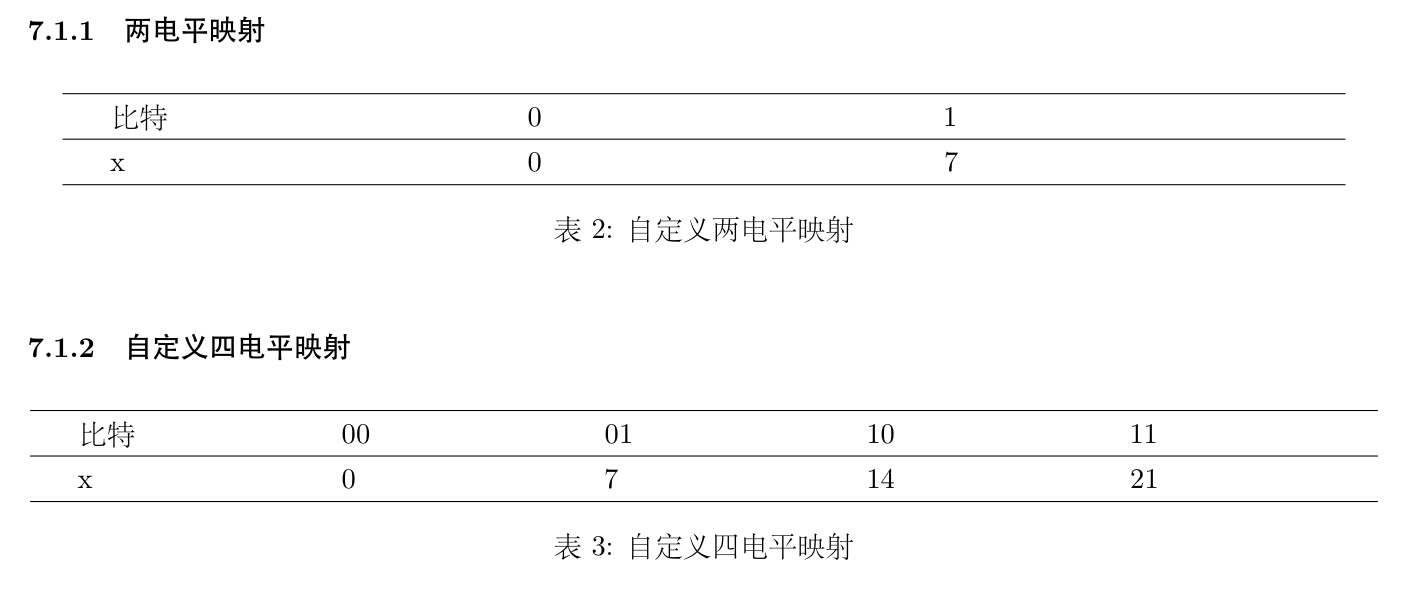 7.1.1 两电平映射
比特 0 1
x 0 7
表 2: 自定义两电平映射
7.1.2 自定义四电平映射
比特 00 01 10 11
x 0 7 14 21
表 3: 自定义四电平映射